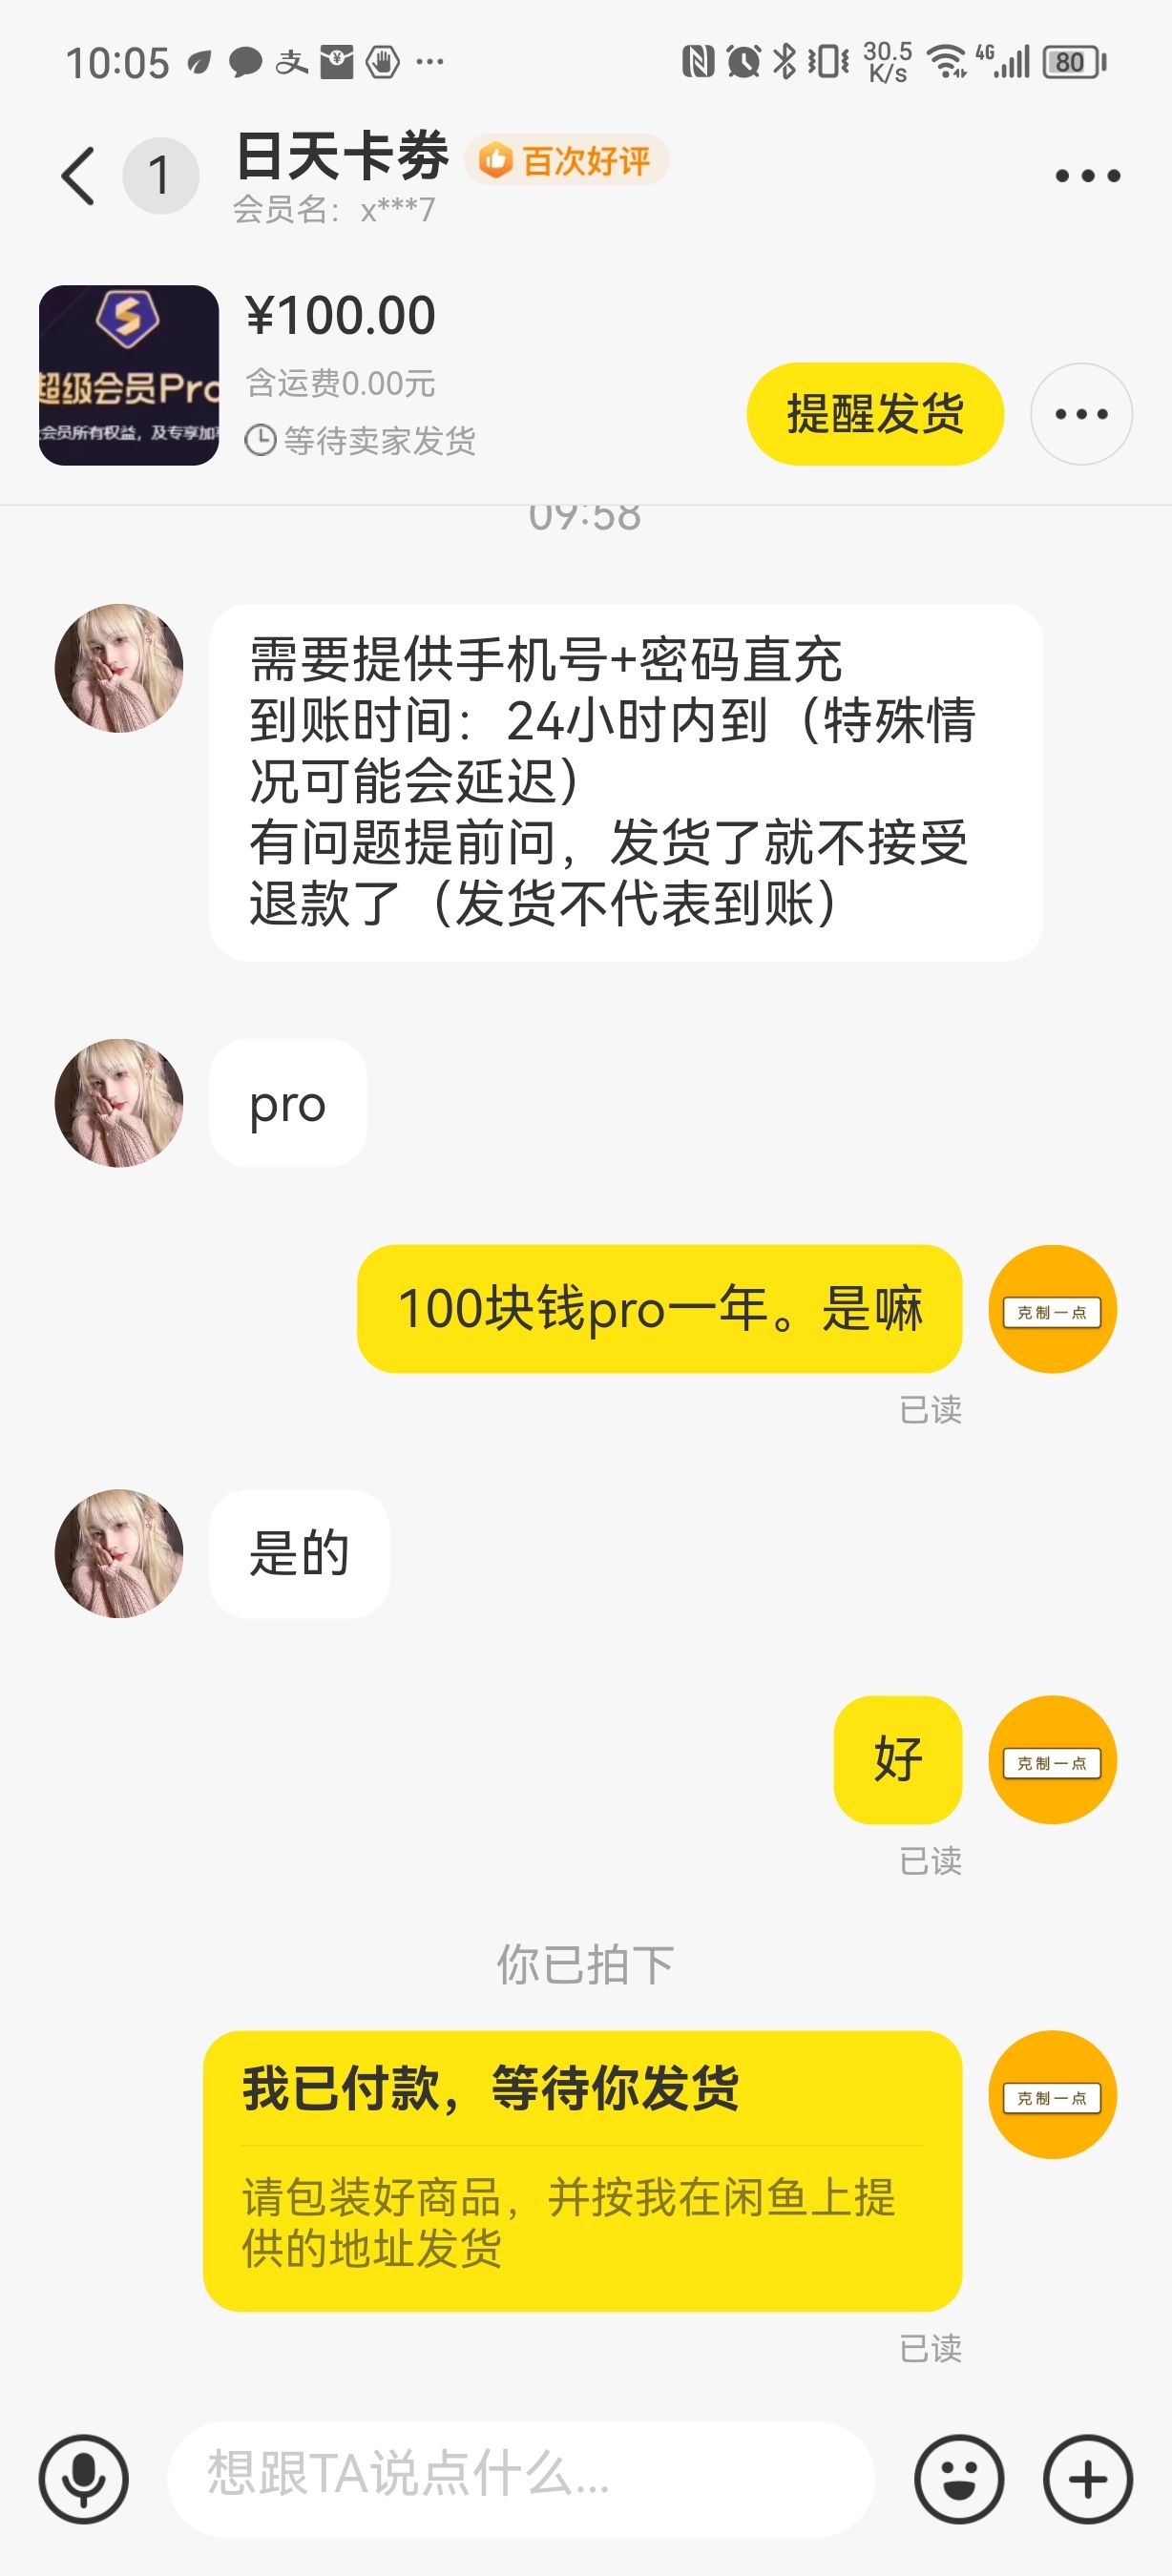 10:05
30.5
K/s
4G
80
1
日天卡券
百次好评
会员名：x***7
超级会员Pro
会员所有权益，及专享加
¥100.00
含运费0.00元
等待卖家发货
提醒发货
09:58
需要提供手机号+密码直充
到账时间：24小时内到（特殊情
况可能会延迟）
有问题提前问，发货了就不接受
退款了（发货不代表到账）
pro
100块钱pro一年。是嘛
克制一点
已读
是的
好
克制一点
已读
你已拍下
我已付款，等待你发货
请包装好商品，并按我在闲鱼上提
供的地址发货
克制一点
已读
想跟TA说点什么...